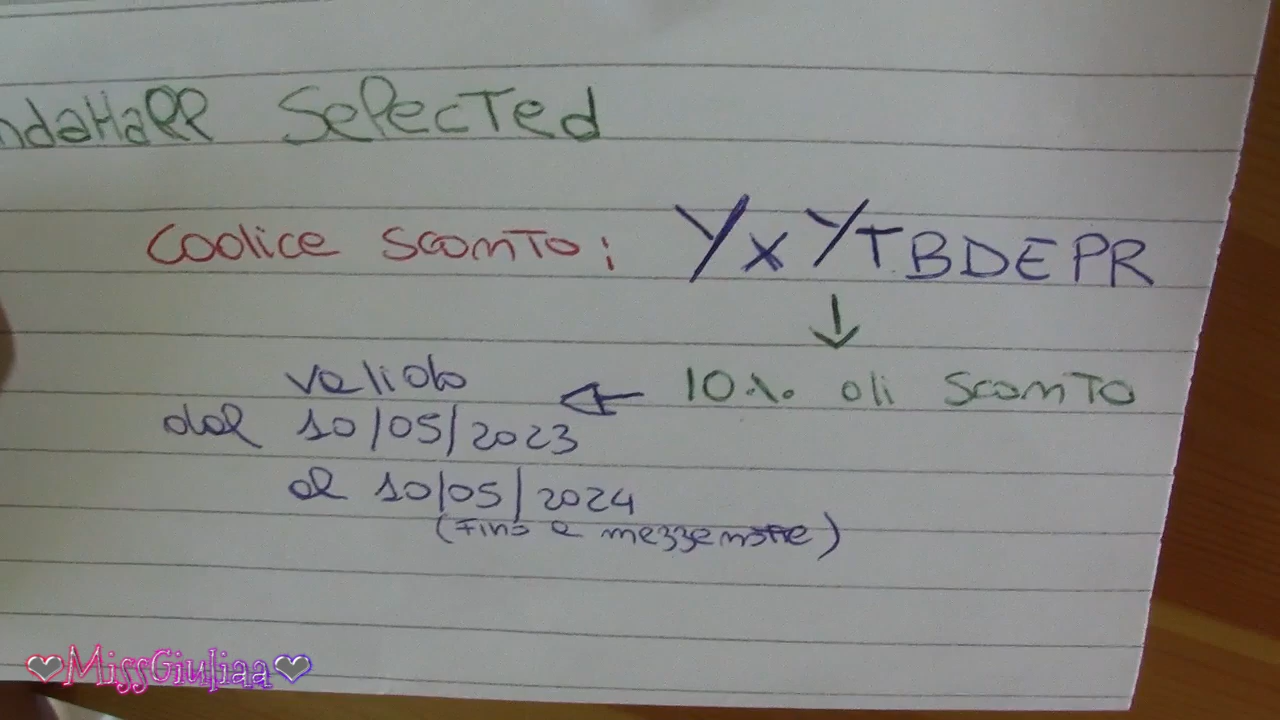 ndaHall Selected
Codice sconto: YxYTBDEPR
↓
valido ← 10% di sconto
dal 10/05/2023
al 10/05/2024
(Fino a mezzanotte)
❤MissGiuliaa❤